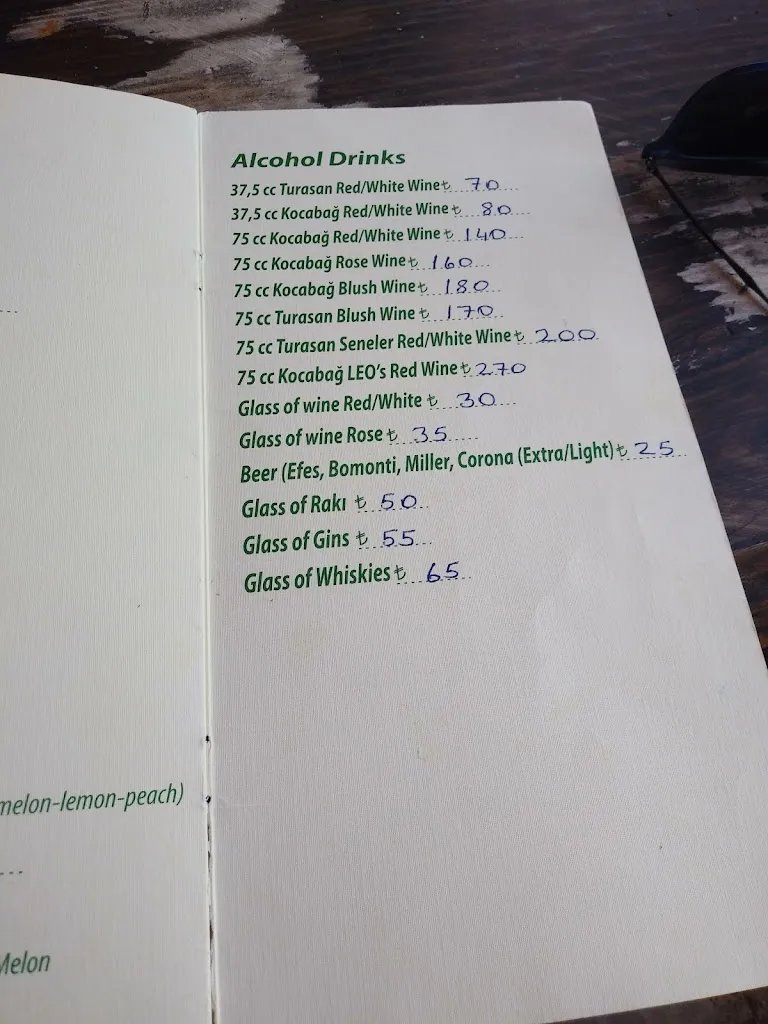 Alcohol Drinks
37,5 cc Turasan Red/White Wine ₺ 70
37,5 cc Kocabağ Red/White Wine ₺ 80
75 cc Kocabağ Red/White Wine ₺ 140
75 cc Kocabağ Rose Wine ₺ 160
75 cc Kocabağ Blush Wine ₺ 180
75 cc Turasan Blush Wine ₺ 170
75 cc Turasan Seneler Red/White Wine ₺ 200
75 cc Kocabağ LEO's Red Wine ₺ 270
Glass of wine Red/White ₺ 30
Glass of wine Rose ₺ 35
Beer (Efes, Bomonti, Miller, Corona (Extra/Light) ₺ 25
Glass of Rakı ₺ 50
Glass of Gins ₺ 55
Glass of Whiskies ₺ 65
melon-lemon-peach)
Melon